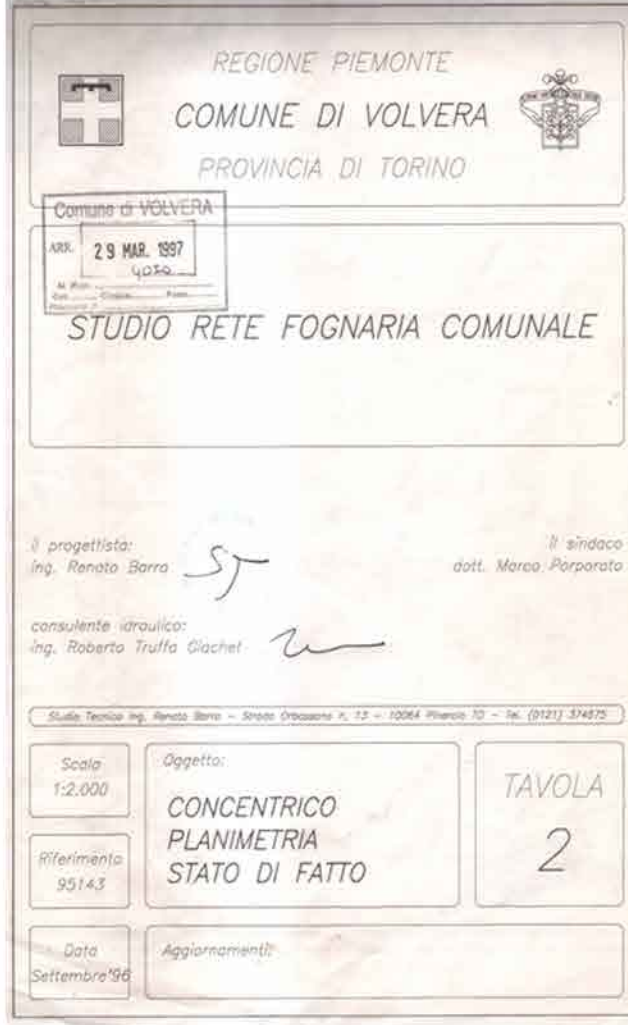 REGIONE PIEMONTE
COMUNE DI VOLVERA
PROVINCIA DI TORINO
Comune di VOLVERA
ARR. 29 MAR. 1997
4030
STUDIO RETE FOGNARIA COMUNALE
il progettista:
ing. Renato Barra
il sindaco
dott. Marco Porporato
consulente idraulico:
ing. Roberto Truffa Giachet
Studio Tecnico ing. Renato Barra - Strada Orbassano n. 13 - 10064 Pinerolo TO - Tel. (0121) 374875
Scala
1:2.000
Oggetto:
CONCENTRICO
PLANIMETRIA
STATO DI FATTO
TAVOLA
2
Riferimento
95143
Data
Settembre'96
Aggiornamenti: